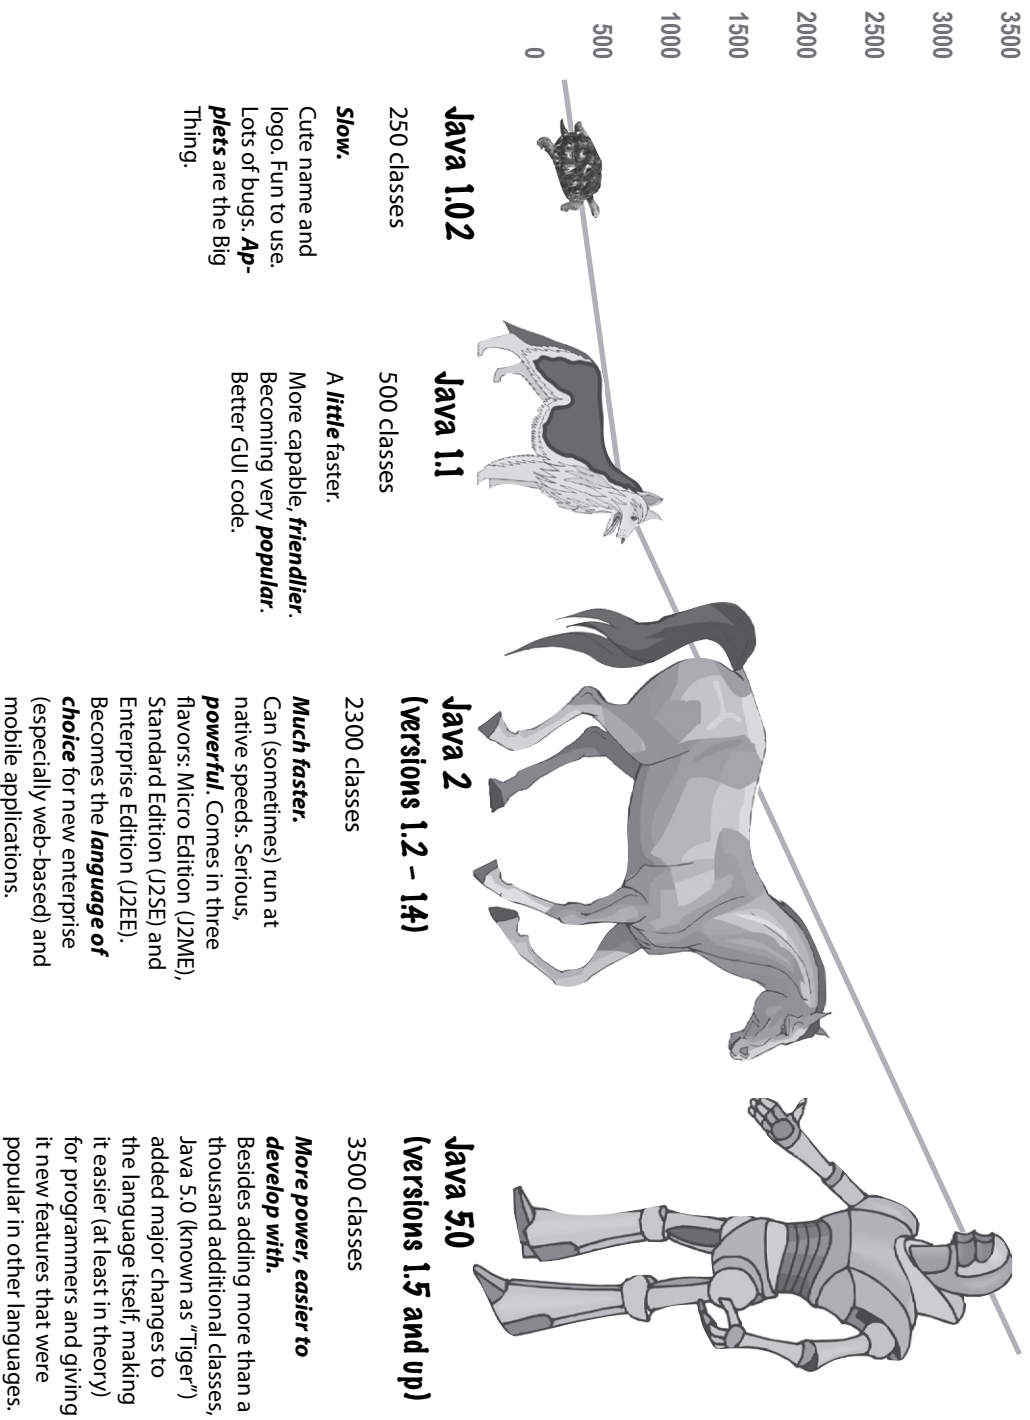 3500
3000
2500
2000
1500
1000
500
0
Java 1.02
250 classes
Slow.
Cute name and
logo. Fun to use.
Lots of bugs. Ap-
plets are the Big
Thing.
Java 1.1
500 classes
A little faster.
More capable, friendlier.
Becoming very popular.
Better GUI code.
Java 2
(versions 1.2 – 1.4)
2300 classes
Much faster.
Can (sometimes) run at
native speeds. Serious,
powerful. Comes in three
flavors: Micro Edition (J2ME),
Standard Edition (J2SE) and
Enterprise Edition (J2EE).
Becomes the language of
choice for new enterprise
(especially web-based) and
mobile applications.
Java 5.0
(versions 1.5 and up)
3500 classes
More power, easier to
develop with.
Besides adding more than a
thousand additional classes,
Java 5.0 (known as “Tiger”)
added major changes to
the language itself, making
it easier (at least in theory)
for programmers and giving
it new features that were
popular in other languages.